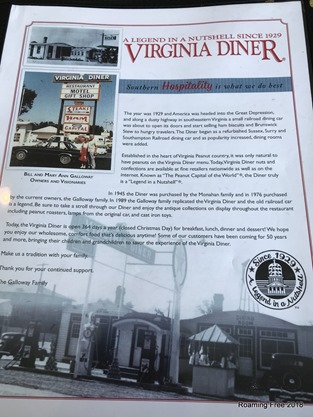 A LEGEND IN A NUTSHELL SINCE 1929
VIRGINIA DINER®
VIRGINIA DINER
RESTAURANT
MOTEL
GIFT SHOP
Southern Hospitality is what we do best
The year was 1929 and America was headed into the Great Depression,
and along a dusty highway in southeastern Virginia a small railroad dining car
was about to open its doors and start selling ham biscuits and Brunswick
Stew to hungry travelers. The Diner began as a refurbished Sussex, Surry and
Southampton Railroad dining car and as popularity increased, dining rooms
were added.
BILL AND MARY ANN GALLOWAY
OWNERS AND VISIONARIES
Established in the heart of Virginia Peanut country, it was only natural to
have peanuts on the Virginia Diner menu. Today, Virginia Diner nuts and
confections are available at fine retailers nationwide as well as on the
internet. Known as "The Peanut Capital of the World"®, the Diner truly
is a "Legend in a Nutshell"®.
In 1945 the Diner was purchased by the Monahan family and in 1976 purchased
by the current owners, the Galloway family. In 1989 the Galloway family replicated the Virginia Diner and the old railroad car
is a legend. Be sure to take a stroll through our Diner and enjoy the antique collections on display throughout the restaurant
including peanut roasters, lamps from the original car, and cast iron toys.
Today, the Virginia Diner is open 364 days a year (closed Christmas Day) for breakfast, lunch, dinner and dessert! We hope
you enjoy our wholesome, comfort food that's delicious anytime! Some of our customers have been coming for 50 years
and more, bringing their children and grandchildren to savor the experience of the Virginia Diner.
Make us a tradition with your family.
Thank you for your continued support.
The Galloway Family
Since 1929
A Legend in a Nutshell
Roaming Free 2018